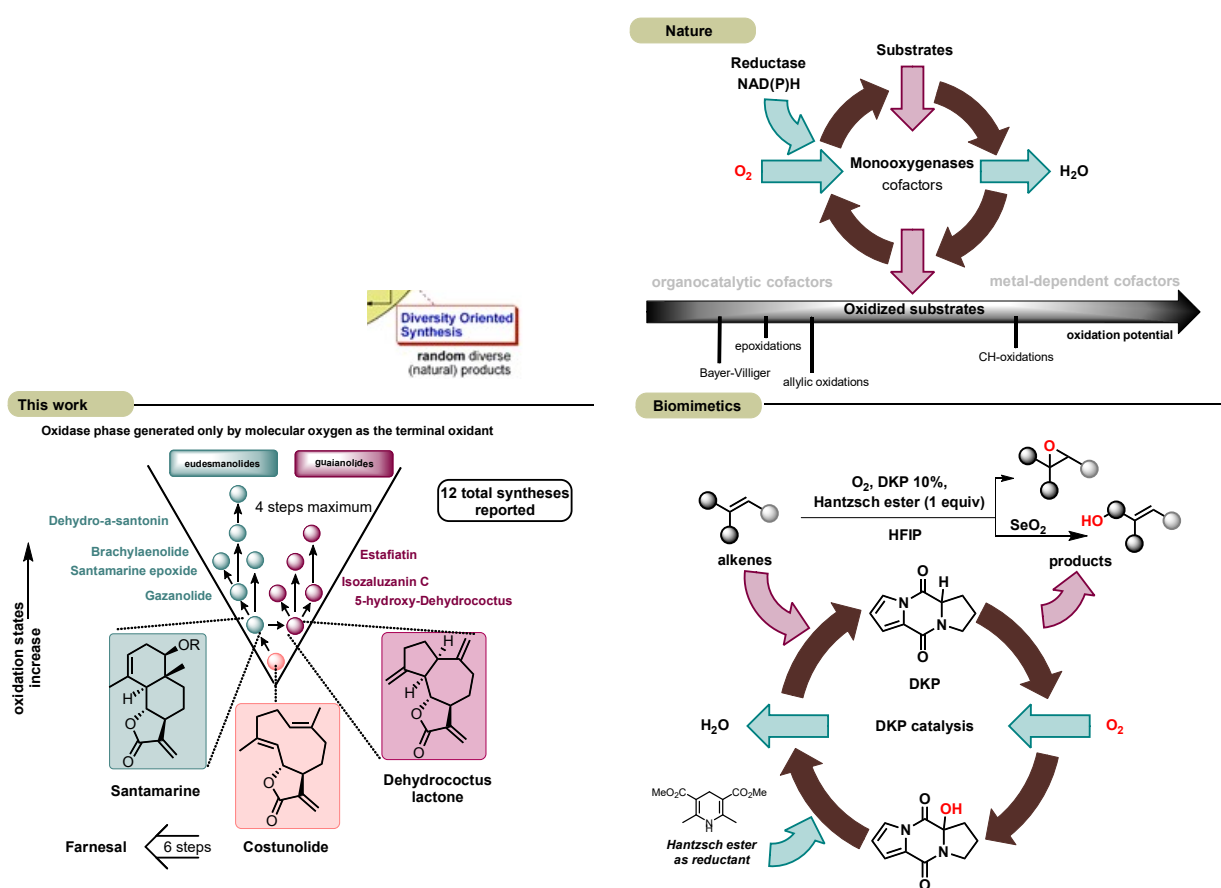 Nature
Reductase
NAD(P)H
Substrates
O2
Monooxygenases
cofactors
H2O
organocatalytic cofactors
metal-dependent cofactors
Oxidized substrates
oxidation potential
epoxidations
Bayer-Villiger
allylic oxidations
CH-oxidations
Diversity Oriented
Synthesis
random diverse
(natural) products
This work
Oxidase phase generated only by molecular oxygen as the terminal oxidant
eudesmanolides
guaianolides
4 steps maximum
12 total syntheses
reported
Dehydro-a-santonin
Brachylaenolide
Santamarine epoxide
Gazanolide
Estafiatin
Isozaluzanin C
5-hydroxy-Dehydrococtus
oxidation states
increase
OR
H
O
O
Santamarine
O
O
Costunolide
H
H
O
O
Dehydrococtus
lactone
Farnesal
6 steps
Biomimetics
O2, DKP 10%,
Hantzsch ester (1 equiv)
HFIP
SeO2
O
HO
alkenes
products
O
H
N
N
O
DKP
H2O
DKP catalysis
O2
MeO2C
CO2Me
N
H
Hantzsch ester
as reductant
O
OH
N
N
O